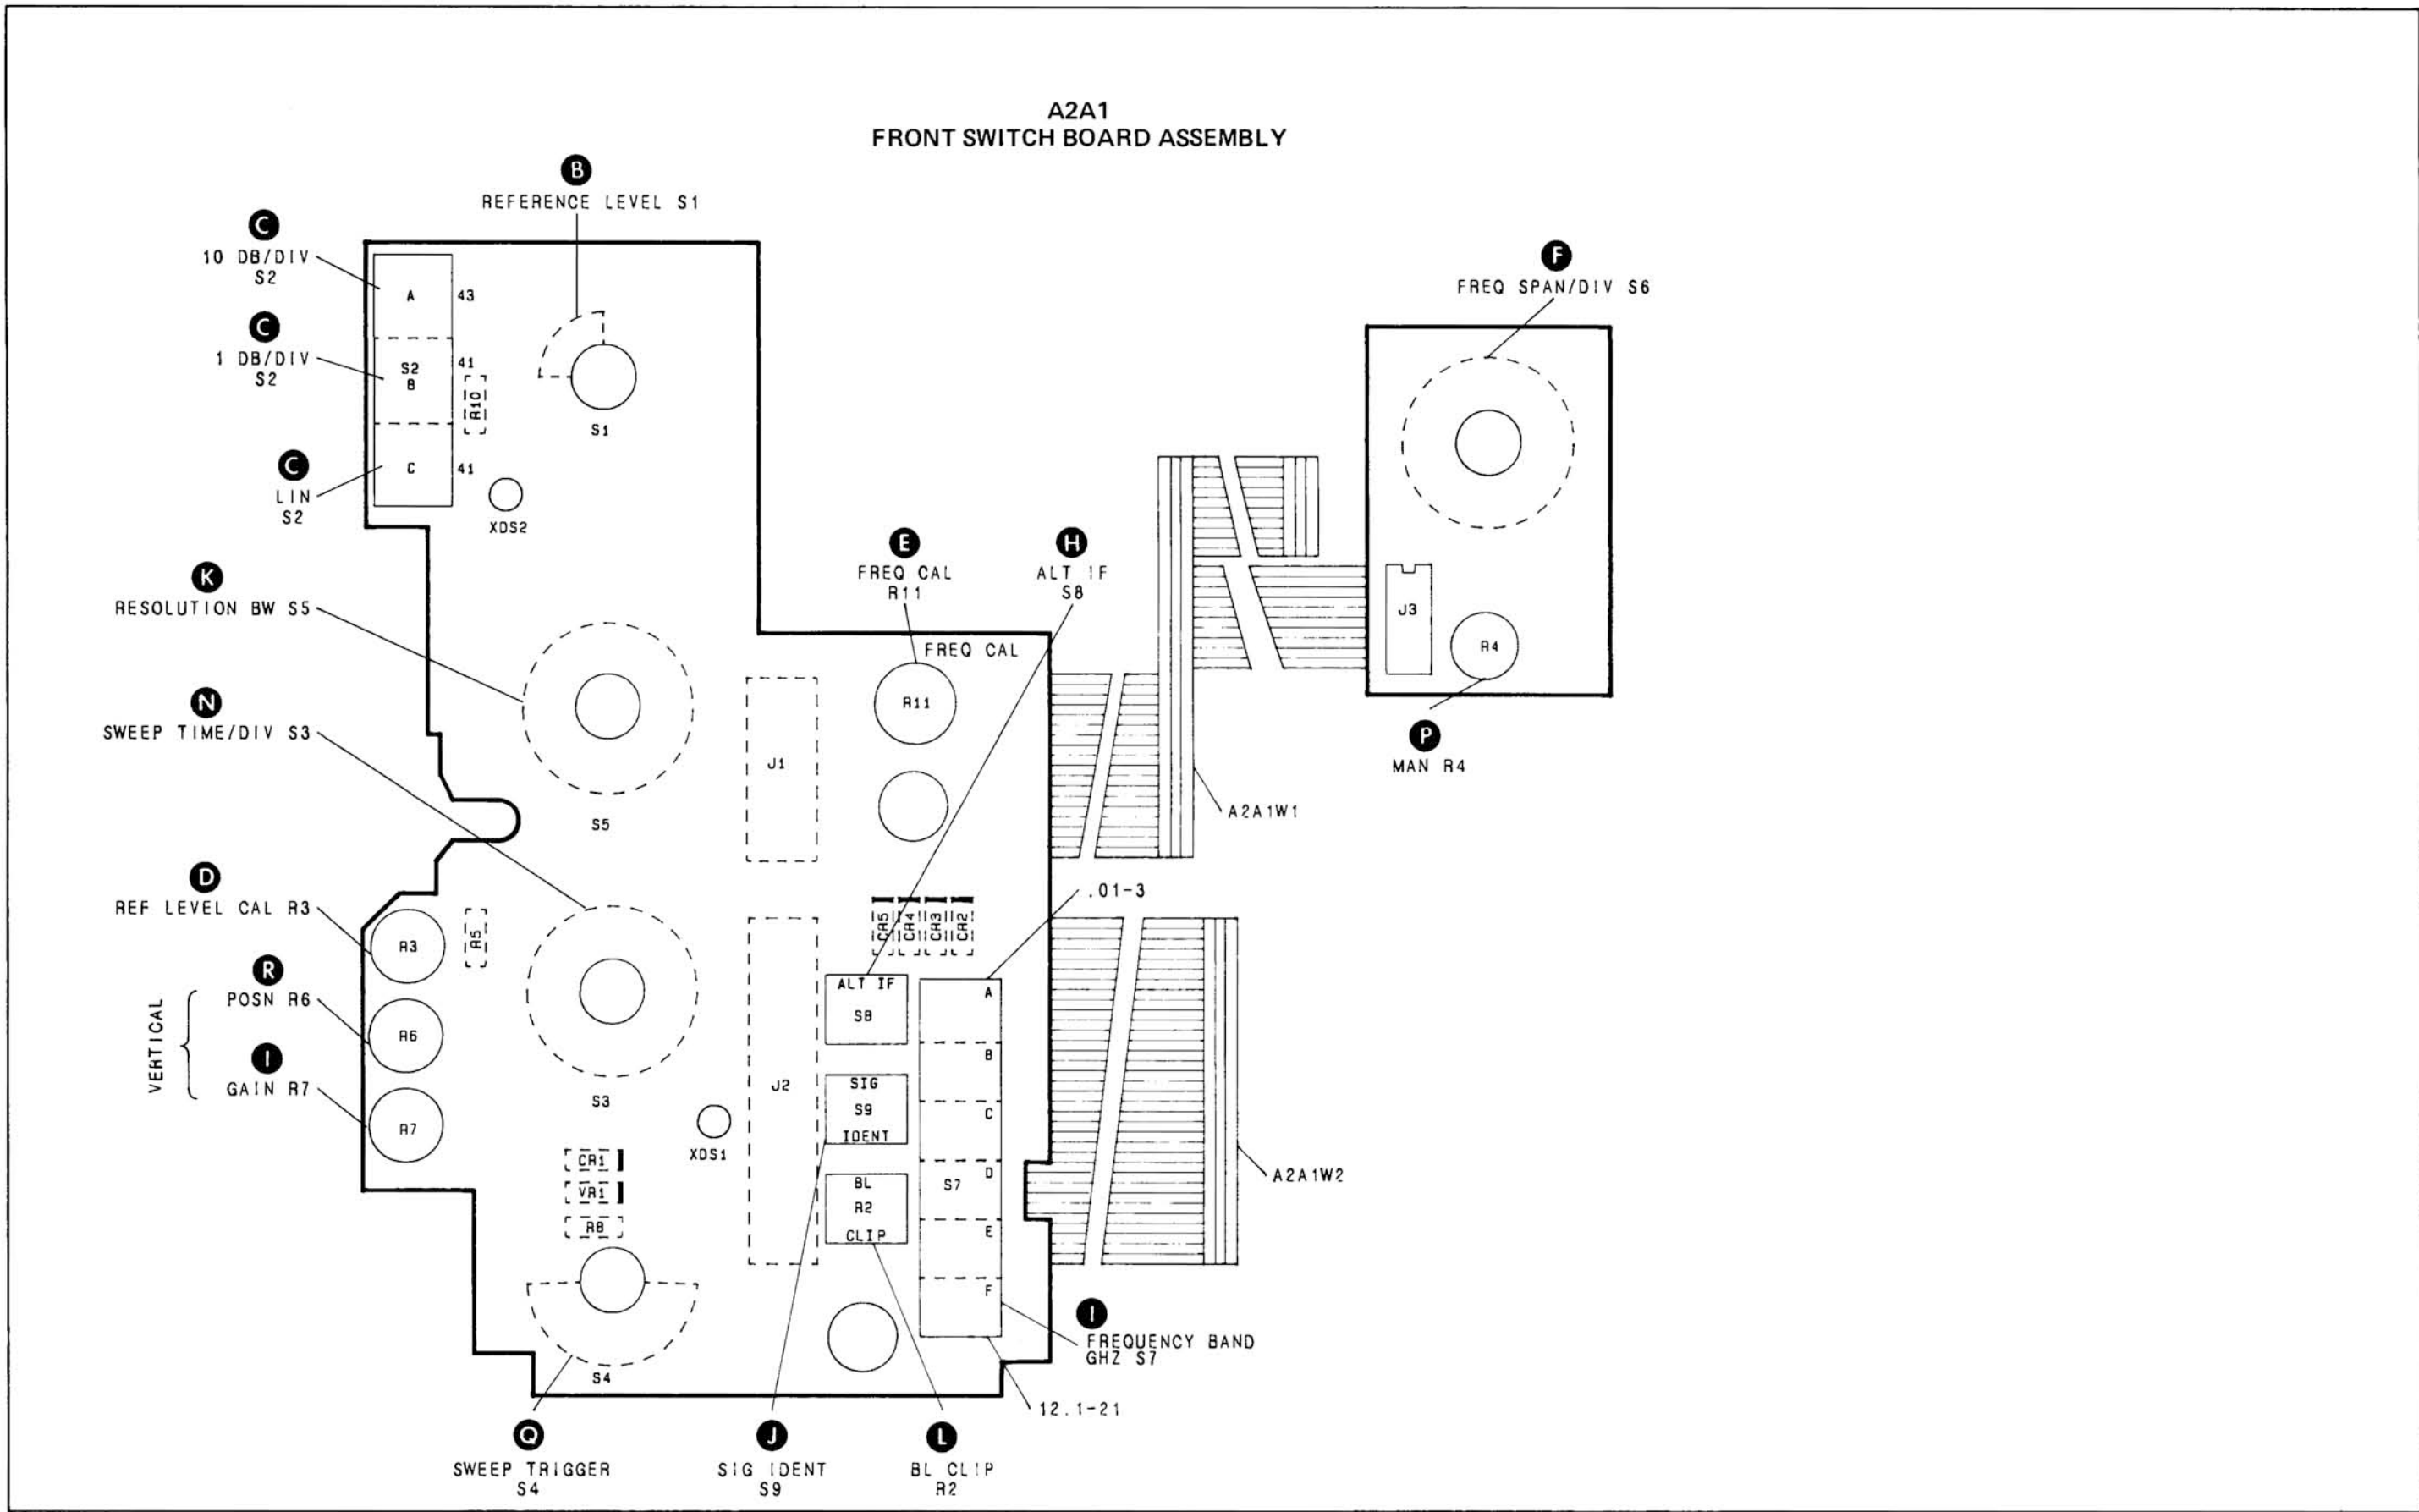 A2A1
FRONT SWITCH BOARD ASSEMBLY
B
REFERENCE LEVEL S1
C
10 DB/DIV
S2
C
1 DB/DIV
S2
C
LIN
S2
A
43
S2
B
41
R10
C
41
S1
XDS2
F
FREQ SPAN/DIV S6
J3
R4
P
MAN R4
E
FREQ CAL
R11
H
ALT IF
S8
K
RESOLUTION BW S5
FREQ CAL
R11
N
SWEEP TIME/DIV S3
J1
S5
A2A1W1
D
REF LEVEL CAL R3
.01-3
CR5
CR4
CR3
CR2
R3
R5
R
POSN R6
VERTICAL
I
GAIN R7
R6
R7
S3
XDS1
J2
ALT IF
S8
SIG
S9
IDENT
BL
R2
CLIP
A
B
C
D
S7
E
F
CR1
VR1
R8
A2A1W2
S4
I
FREQUENCY BAND
GHZ S7
12.1-21
Q
SWEEP TRIGGER
S4
J
SIG IDENT
S9
L
BL CLIP
R2